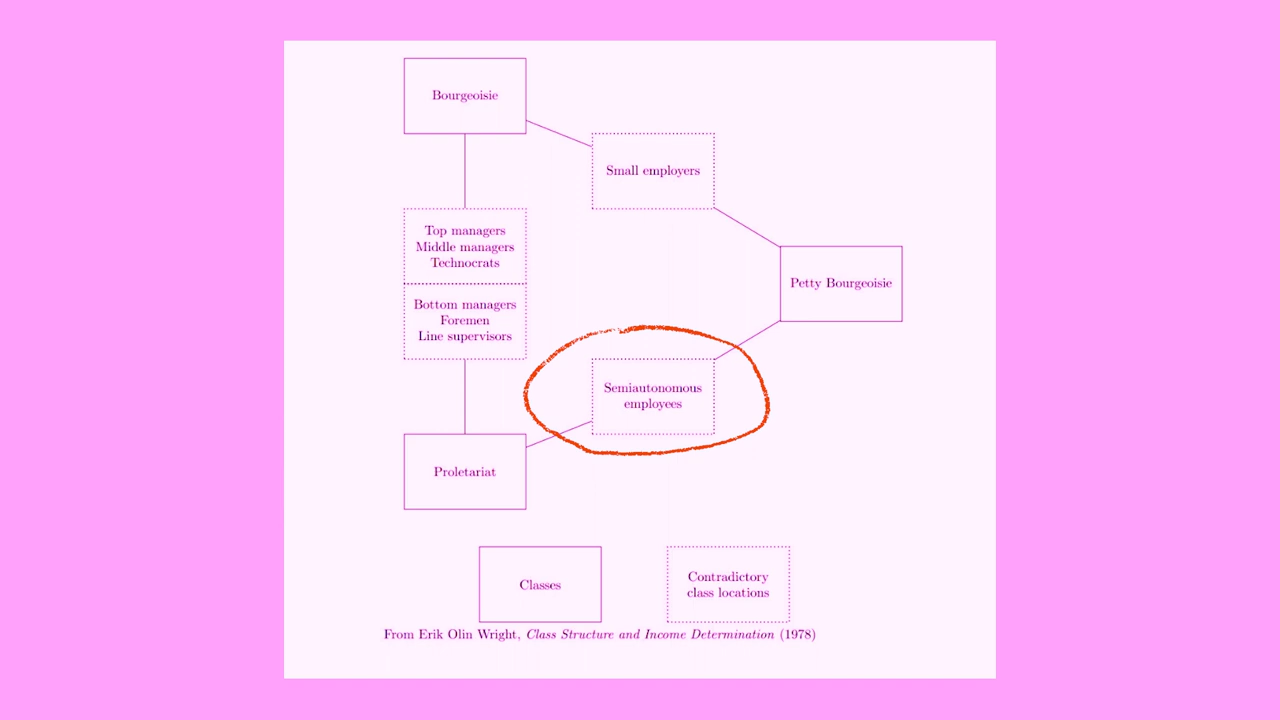 Bourgeoisie
Small employers
Top managers
Middle managers
Technocrats
Petty Bourgeoisie
Bottom managers
Foremen
Line supervisors
Semiautonomous
employees
Proletariat
Classes
Contradictory
class locations
From Erik Olin Wright, Class Structure and Income Determination (1978)